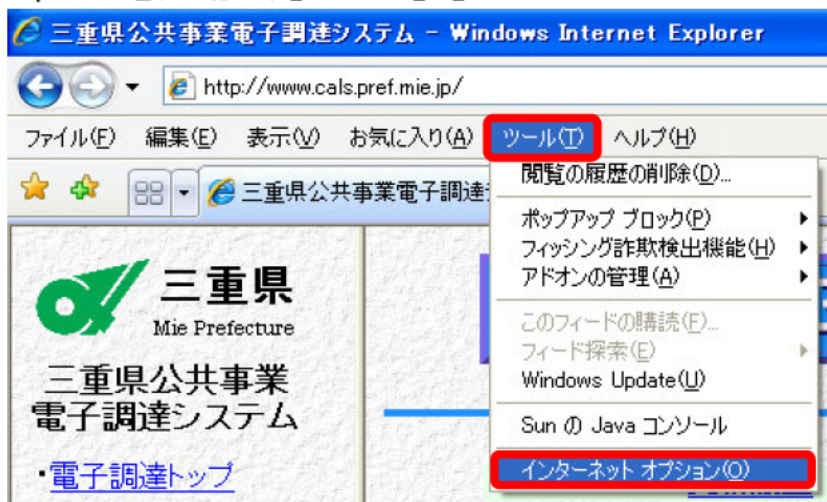 三重県公共事業電子調達システム - Windows Internet Explorer
http://www.cals.pref.mie.jp/
ファイル(F) 編集(E) 表示(V) お気に入り(A) ツール(T) ヘルプ(H)
三重県公共事業電子調達
閲覧の履歴の削除(D)...
ポップアップ ブロック(P)
フィッシング詐欺検出機能(H)
アドオンの管理(A)
このフィードの購読(F)...
フィード探索(E)
Windows Update(U)
Sun の Java コンソール
インターネット オプション(O)
三重県
Mie Prefecture
三重県公共事業
電子調達システム
・電子調達トップ